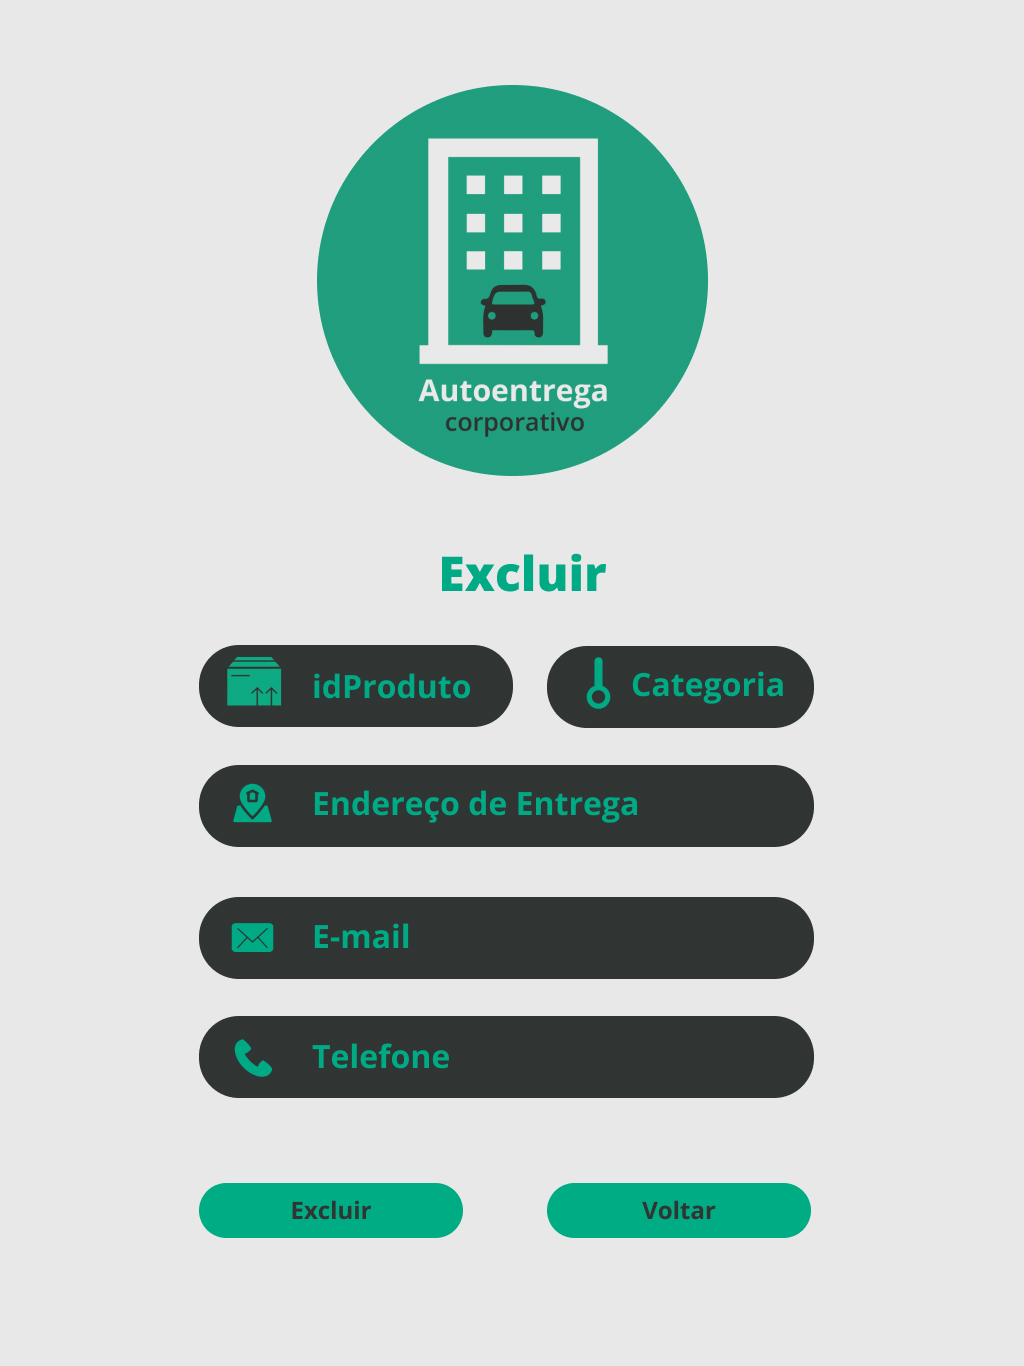 Autoentrega
corporativo
Excluir
idProduto
Categoria
Endereço de Entrega
E-mail
Telefone
Excluir
Voltar